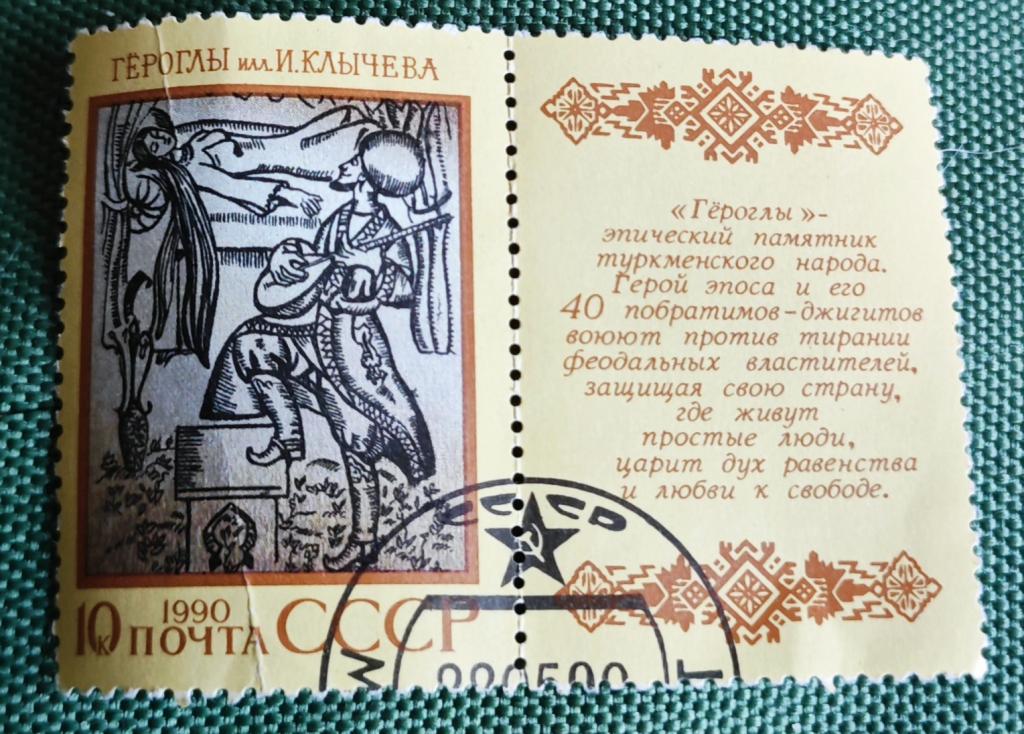 ГЁРОГЛЫ илл. И. КЛЫЧЕВА
10к 1990 ПОЧТА СССР
«Гёроглы»-
эпический памятник
туркменского народа.
Герой эпоса и его
40 побратимов-джигитов
воюют против тирании
феодальных властителей,
защищая свою страну,
где живут
простые люди,
царит дух равенства
и любви к свободе.
СССР